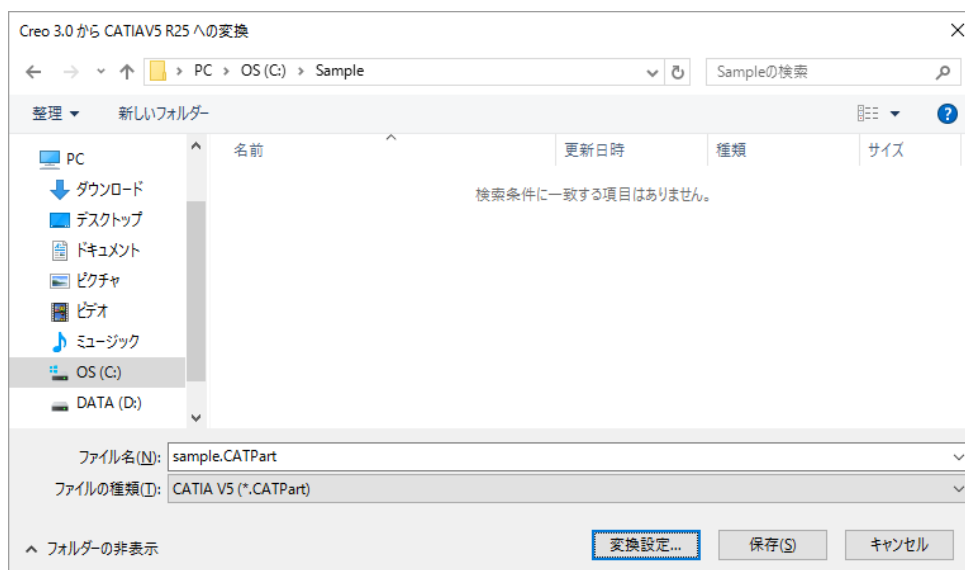 Creo 3.0 から CATIAV5 R25 への変換
PC > OS (C:) > Sample
Sampleの検索
整理
新しいフォルダー
?
名前
更新日時
種類
サイズ
検索条件に一致する項目はありません。
PC
ダウンロード
デスクトップ
ドキュメント
ピクチャ
ビデオ
ミュージック
OS (C:)
DATA (D:)
ファイル名(N): sample.CATPart
ファイルの種類(T): CATIA V5 (*.CATPart)
フォルダーの非表示
変換設定...
保存(S)
キャンセル